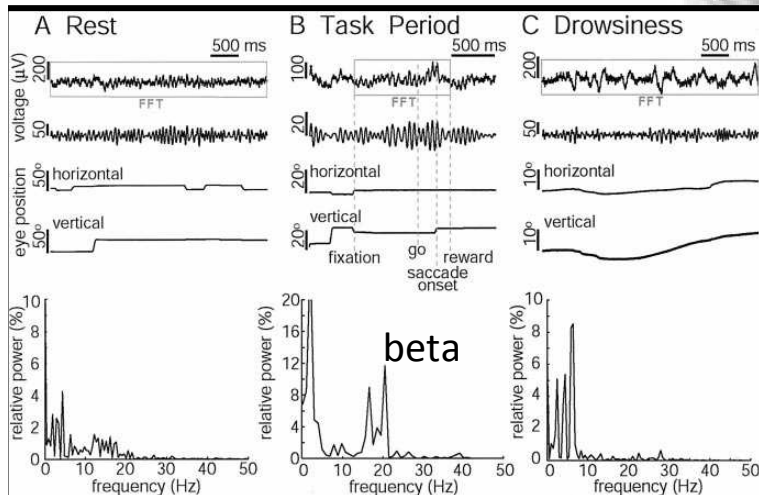 A Rest
500 ms
B Task Period
500 ms
C Drowsiness
500 ms
voltage (µV)
200
FFT
50
100
FFT
20
200
FFT
50
eye position
50°
horizontal
50°
vertical
20°
horizontal
20°
vertical
fixation
go
saccade
onset
reward
10°
horizontal
10°
vertical
relative power (%)
10
8
6
4
2
0
0 10 20 30 40 50
frequency (Hz)
relative power (%)
20
16
12
8
4
0
beta
0 10 20 30 40 50
frequency (Hz)
relative power (%)
10
8
6
4
2
0
0 10 20 30 40 50
frequency (Hz)